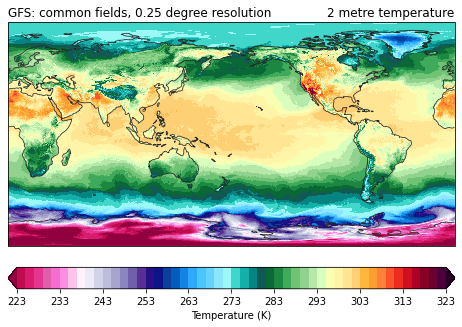 GFS: common fields, 0.25 degree resolution 2 metre temperature
223 233 243 253 263 273 283 293 303 313 323
Temperature (K)